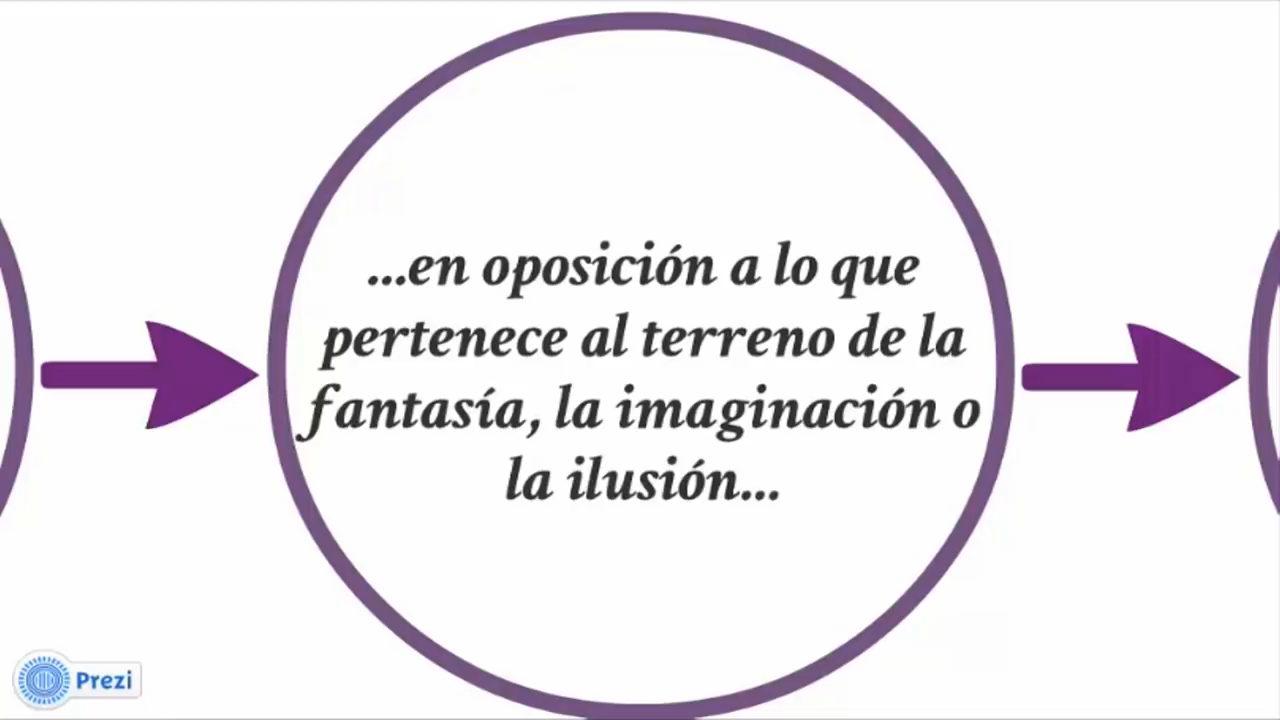 ...en oposición a lo que
pertenece al terreno de la
fantasía, la imaginación o
la ilusión...
Prezi